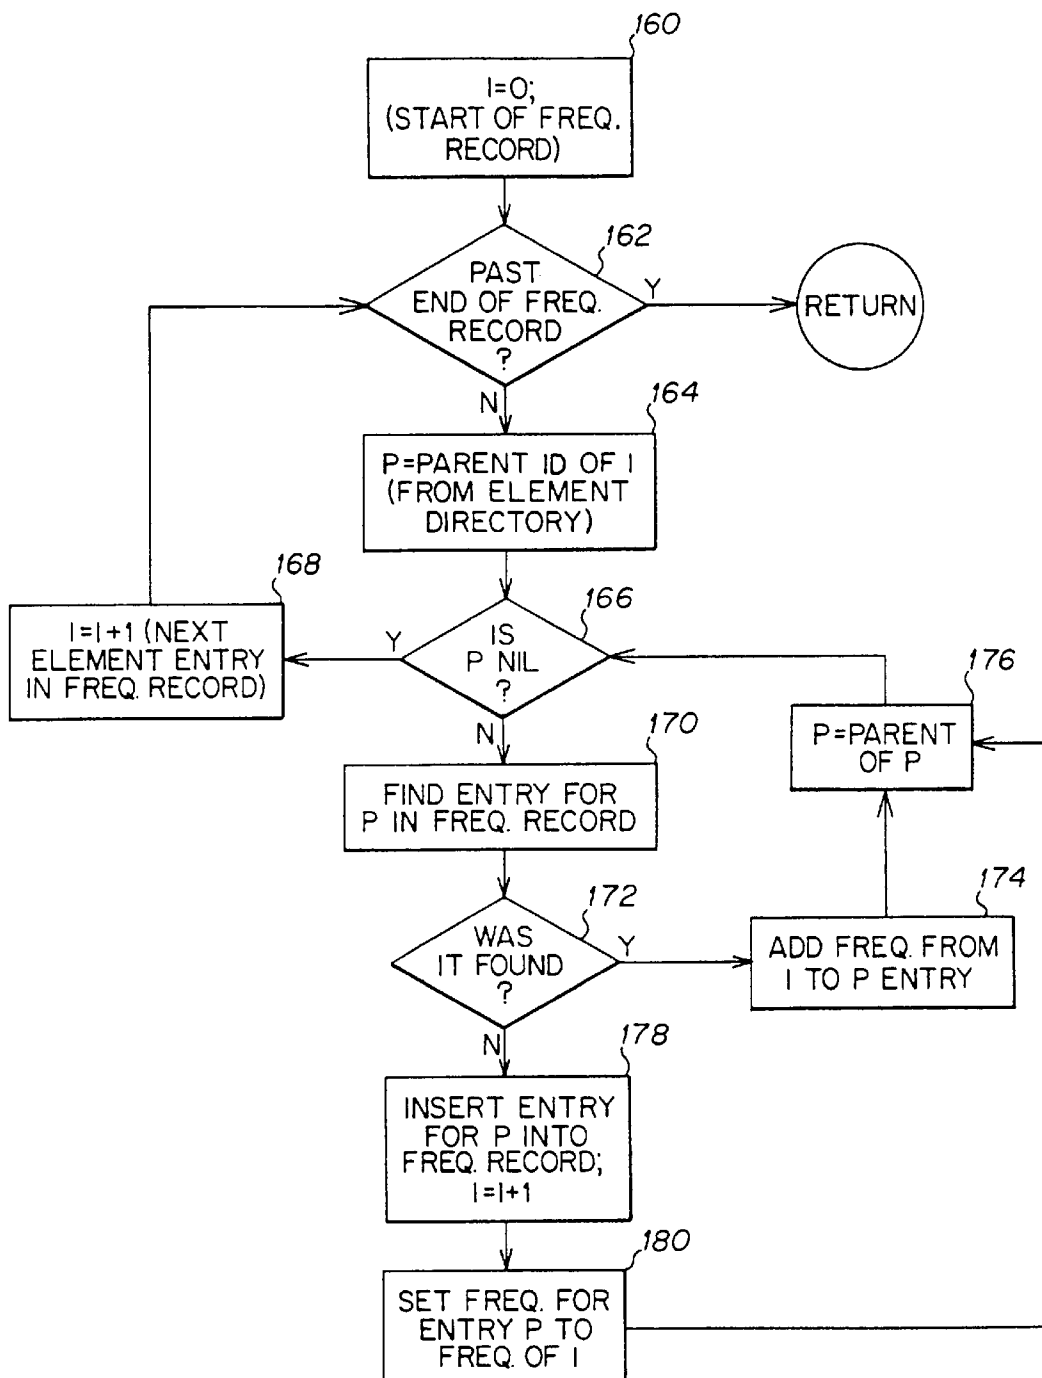 160
I=0;
(START OF FREQ.
RECORD)
162
PAST
END OF FREQ.
RECORD
?
Y
RETURN
N
164
P=PARENT ID OF I
(FROM ELEMENT
DIRECTORY)
168
I=I+1 (NEXT
ELEMENT ENTRY
IN FREQ. RECORD)
166
Y
IS
P NIL
?
N
176
P=PARENT
OF P
170
FIND ENTRY FOR
P IN FREQ. RECORD
172
WAS
IT FOUND
?
Y
N
174
ADD FREQ. FROM
I TO P ENTRY
178
INSERT ENTRY
FOR P INTO
FREQ. RECORD;
I=I+1
180
SET FREQ. FOR
ENTRY P TO
FREQ. OF I